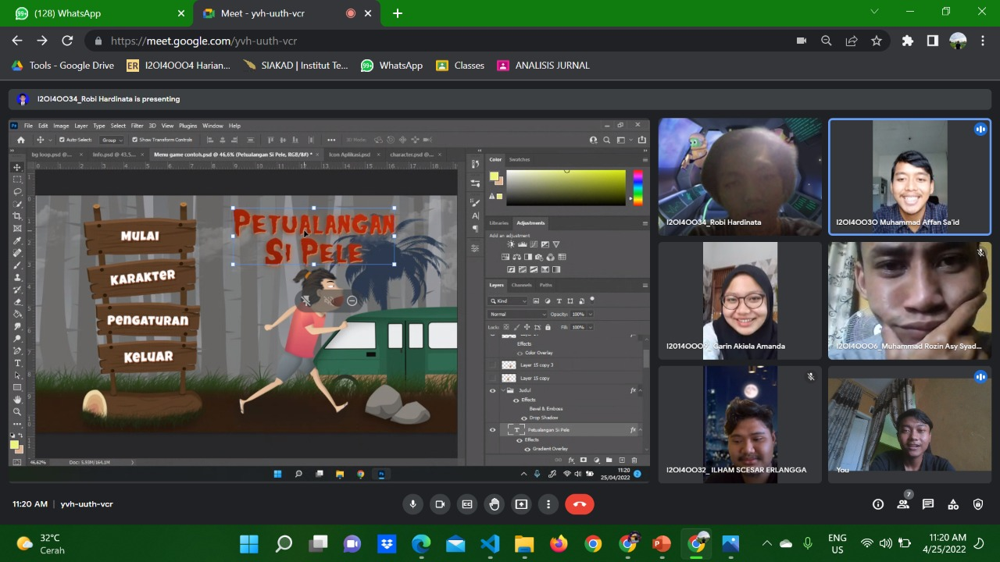 (128) WhatsApp
Meet - yvh-uuth-vcr
https://meet.google.com/yvh-uuth-vcr
Tools - Google Drive
ER I2OI4OOO4 Harian...
SIAKAD | Institut Te...
WhatsApp
Classes
ANALISIS JURNAL
I2OI4OO34_Robi Hardinata is presenting
Ps File Edit Image Layer Type Select Filter 3D View Plugins Window Help
Auto-Select: Group Show Transform Controls 3D Mode:
Info.psd @ 43,5...
Menu game contoh.psd @ 46,6% (Petualangan Si Pele, RGB/8#) *
Icon Aplikasi.psd
character.psd @...
MULAI
KARAKTER
PENGATURAN
KELUAR
PETUALANGAN
SI PELE
Color Swatches
Libraries Adjustments
Add an adjustment
Layers Channels Paths
Kind
Normal Opacity: 100%
Lock: Fill: 100%
Effects
Color Overlay
Layer 15 copy 3
Layer 15 copy
Judul fx
Effects
Bevel & Emboss
Drop Shadow
T Petualangan Si Pele fx
Effects
Gradient Overlay
46,62% Doc: 5,93M/164,1M
11:20
25/04/2022
I2OI4OO34_Robi Hardinata
I2OI4OO3O Muhammad Affan Sa'id
Carin Akiela Amanda
I2OI4OOO6_Muhammad Rozin Asy Syad...
I2OI4OO32_ ILHAM SCESAR ERLANGGA
You
11:20 AM | yvh-uuth-vcr
7
32°C
Cerah
ENG
US
11:20 AM
4/25/2022